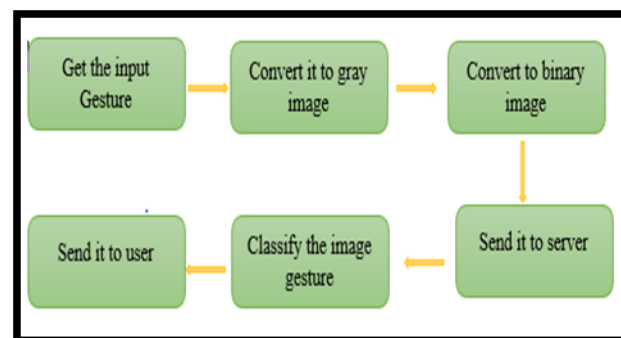 Get the input
Gesture
Convert it to gray
image
Convert to binary
image
Send it to server
Classify the image
gesture
Send it to user